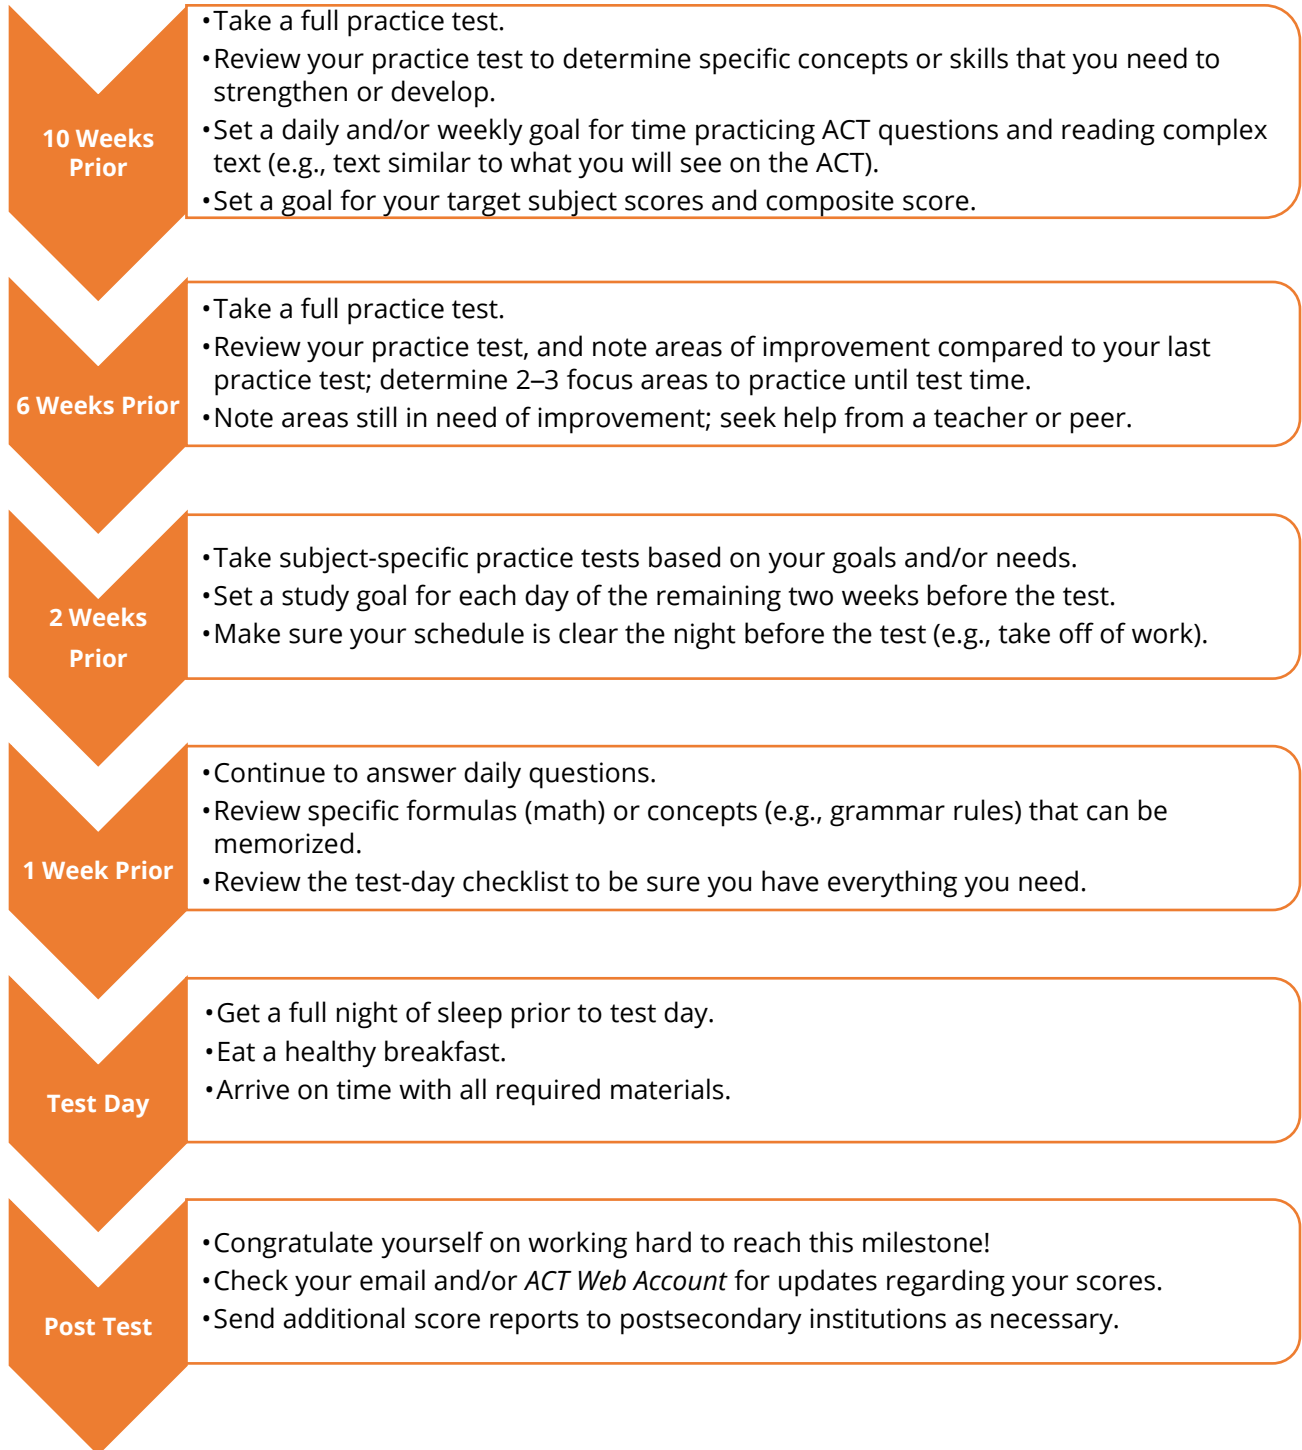 10 Weeks
Prior
•Take a full practice test.
•Review your practice test to determine specific concepts or skills that you need to
strengthen or develop.
•Set a daily and/or weekly goal for time practicing ACT questions and reading complex
text (e.g., text similar to what you will see on the ACT).
•Set a goal for your target subject scores and composite score.
6 Weeks Prior
•Take a full practice test.
•Review your practice test, and note areas of improvement compared to your last
practice test; determine 2–3 focus areas to practice until test time.
•Note areas still in need of improvement; seek help from a teacher or peer.
2 Weeks
Prior
•Take subject-specific practice tests based on your goals and/or needs.
•Set a study goal for each day of the remaining two weeks before the test.
•Make sure your schedule is clear the night before the test (e.g., take off of work).
1 Week Prior
•Continue to answer daily questions.
•Review specific formulas (math) or concepts (e.g., grammar rules) that can be
memorized.
•Review the test-day checklist to be sure you have everything you need.
Test Day
•Get a full night of sleep prior to test day.
•Eat a healthy breakfast.
•Arrive on time with all required materials.
Post Test
•Congratulate yourself on working hard to reach this milestone!
•Check your email and/or ACT Web Account for updates regarding your scores.
•Send additional score reports to postsecondary institutions as necessary.